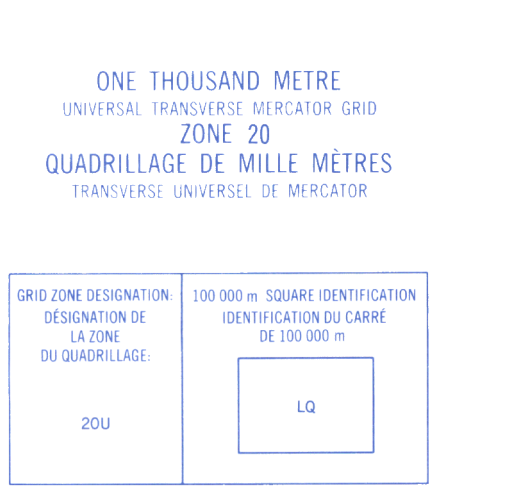 ONE THOUSAND METRE
UNIVERSAL TRANSVERSE MERCATOR GRID
ZONE 20
QUADRILLAGE DE MILLE MÈTRES
TRANSVERSE UNIVERSEL DE MERCATOR
GRID ZONE DESIGNATION:
DÉSIGNATION DE
LA ZONE
DU QUADRILLAGE:
20U
100 000 m SQUARE IDENTIFICATION
IDENTIFICATION DU CARRÉ
DE 100 000 m
LQ